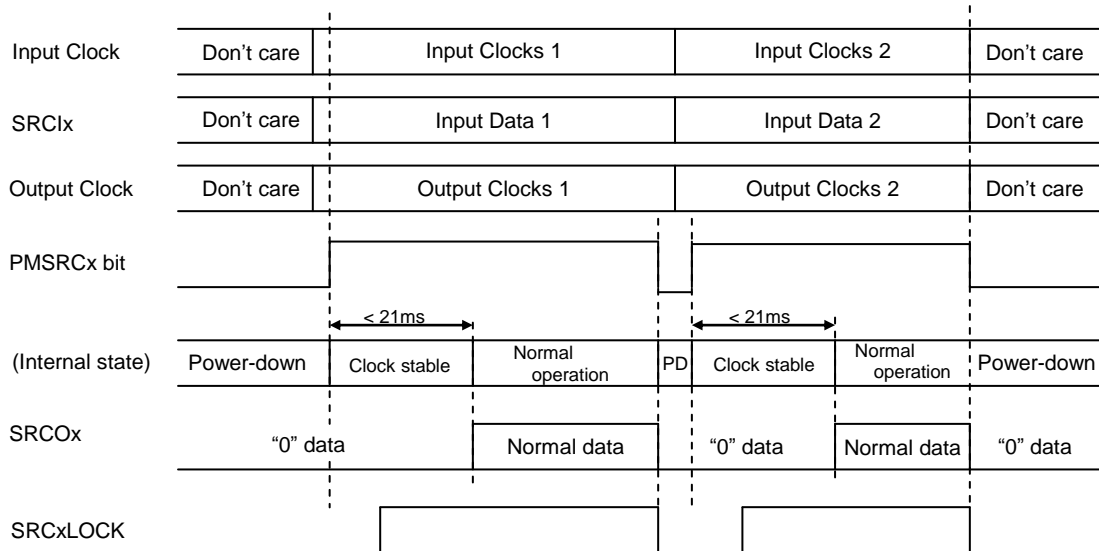 Input Clock Don’t care Input Clocks 1 Input Clocks 2 Don’t care
SRCIx Don’t care Input Data 1 Input Data 2 Don’t care
Output Clock Don’t care Output Clocks 1 Output Clocks 2 Don’t care
PMSRCx bit
< 21ms < 21ms
(Internal state) Power-down Clock stable Normal operation PD Clock stable Normal operation Power-down
SRCOx “0” data Normal data “0” data Normal data “0” data
SRCxLOCK